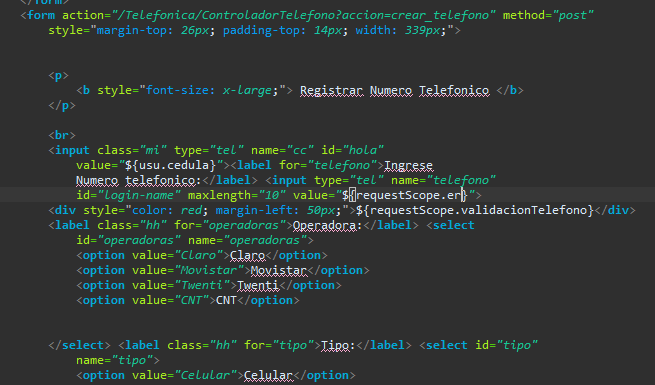 </form>
<form action="/Telefonica/ControladorTelefono?accion=crear_telefono" method="post"
style="margin-top: 26px; padding-top: 14px; width: 339px;">
<p>
<b style="font-size: x-large;"> Registrar Numero Telefonico </b>
</p>
<br>
<input class="mi" type="tel" name="cc" id="hola"
value="${usu.cedula}"><label for="telefono">Ingrese
Numero telefonico:</label> <input type="tel" name="telefono"
id="login-name" maxlength="10" value="${requestScope.er}">
<div style="color: red; margin-left: 50px;">${requestScope.validacionTelefono}</div>
<label class="hh" for="operadoras">Operadora:</label> <select
id="operadoras" name="operadoras">
<option value="Claro">Claro</option>
<option value="Movistar">Movistar</option>
<option value="Twenti">Twenti</option>
<option value="CNT">CNT</option>
</select> <label class="hh" for="tipo">Tipo:</label> <select id="tipo"
name="tipo">
<option value="Celular">Celular</option>